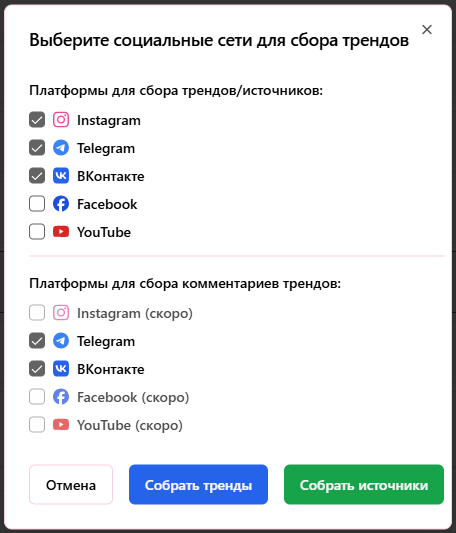 Выберите социальные сети для сбора трендов
Платформы для сбора трендов/источников:
Instagram
Telegram
ВКонтакте
Facebook
YouTube
Платформы для сбора комментариев трендов:
Instagram (скоро)
Telegram
ВКонтакте
Facebook (скоро)
YouTube (скоро)
Отмена Собрать тренды Собрать источники